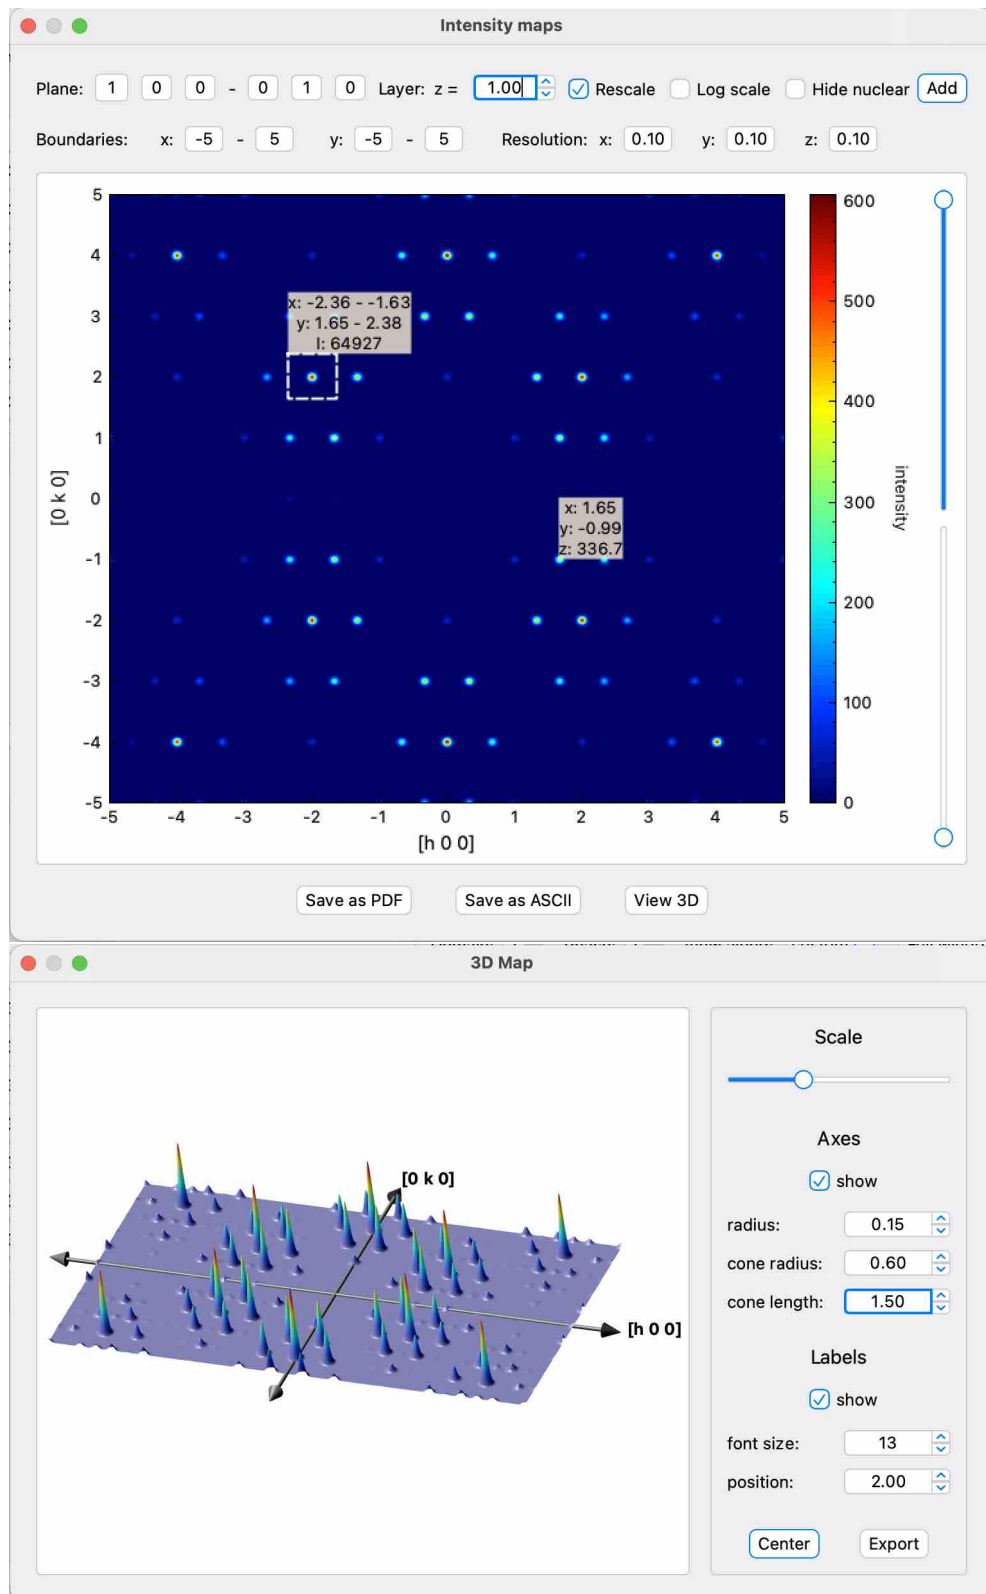 Intensity maps
Plane: 1 0 0 - 0 1 0 Layer: z = 1.00 Rescale Log scale Hide nuclear Add
Boundaries: x: -5 - 5 y: -5 - 5 Resolution: x: 0.10 y: 0.10 z: 0.10
5
4
3
2
1
0
-1
-2
-3
-4
-5
[0 k 0]
x: -2.36 - -1.63
y: 1.65 - 2.38
I: 64927
x: 1.65
y: -0.99
z: 336.7
-5 -4 -3 -2 -1 0 1 2 3 4 5
[h 0 0]
600
500
400
300
200
100
0
intensity
Save as PDF Save as ASCII View 3D
3D Map
[0 k 0]
[h 0 0]
Scale
Axes
show
radius: 0.15
cone radius: 0.60
cone length: 1.50
Labels
show
font size: 13
position: 2.00
Center Export